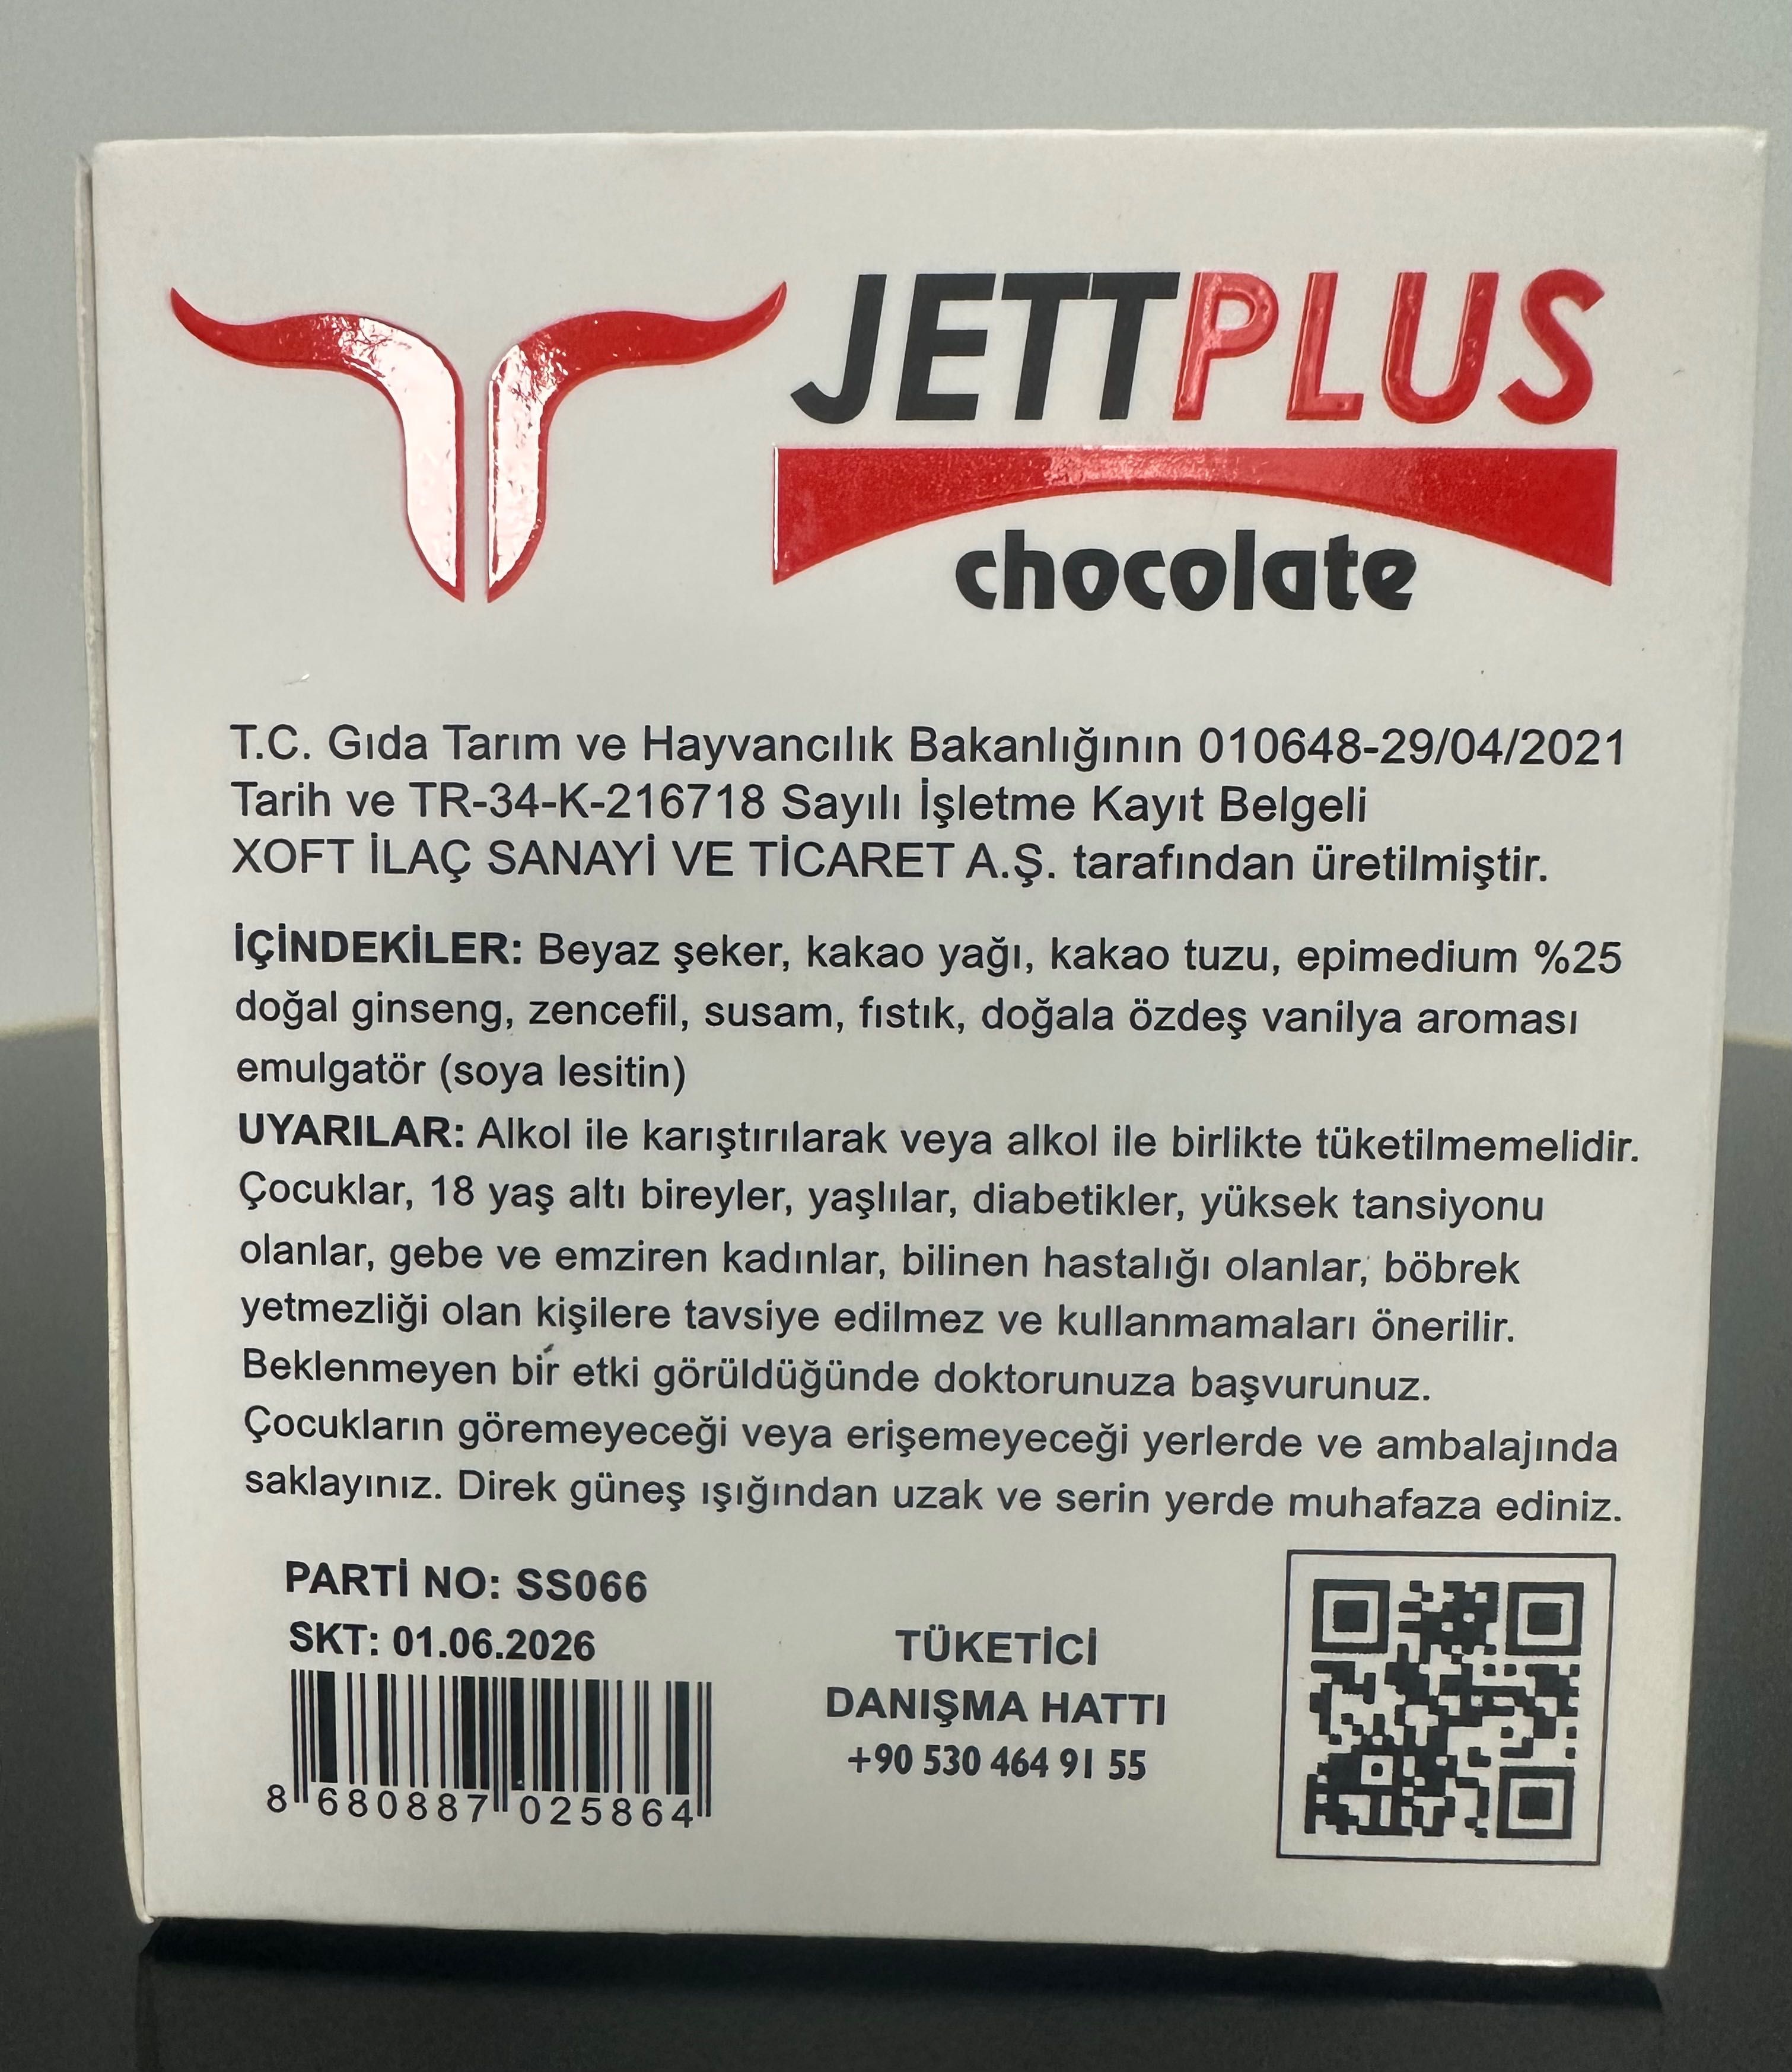 JETTPLUS
chocolate
T.C. Gıda Tarım ve Hayvancılık Bakanlığının 010648-29/04/2021
Tarih ve TR-34-K-216718 Sayılı İşletme Kayıt Belgeli
XOFT İLAÇ SANAYİ VE TİCARET A.Ş. tarafından üretilmiştir.
İÇİNDEKİLER: Beyaz şeker, kakao yağı, kakao tuzu, epimedium %25
doğal ginseng, zencefil, susam, fıstık, doğala özdeş vanilya aroması
emulgatör (soya lesitin)
UYARILAR: Alkol ile karıştırılarak veya alkol ile birlikte tüketilmemelidir.
Çocuklar, 18 yaş altı bireyler, yaşlılar, diabetikler, yüksek tansiyonu
olanlar, gebe ve emziren kadınlar, bilinen hastalığı olanlar, böbrek
yetmezliği olan kişilere tavsiye edilmez ve kullanmamaları önerilir.
Beklenmeyen bir etki görüldüğünde doktorunuza başvurunuz.
Çocukların göremeyeceği veya erişemeyeceği yerlerde ve ambalajında
saklayınız. Direk güneş ışığından uzak ve serin yerde muhafaza ediniz.
PARTİ NO: SS066
SKT: 01.06.2026
8 680887 025864
TÜKETİCİ
DANIŞMA HATTI
+90 530 464 91 55